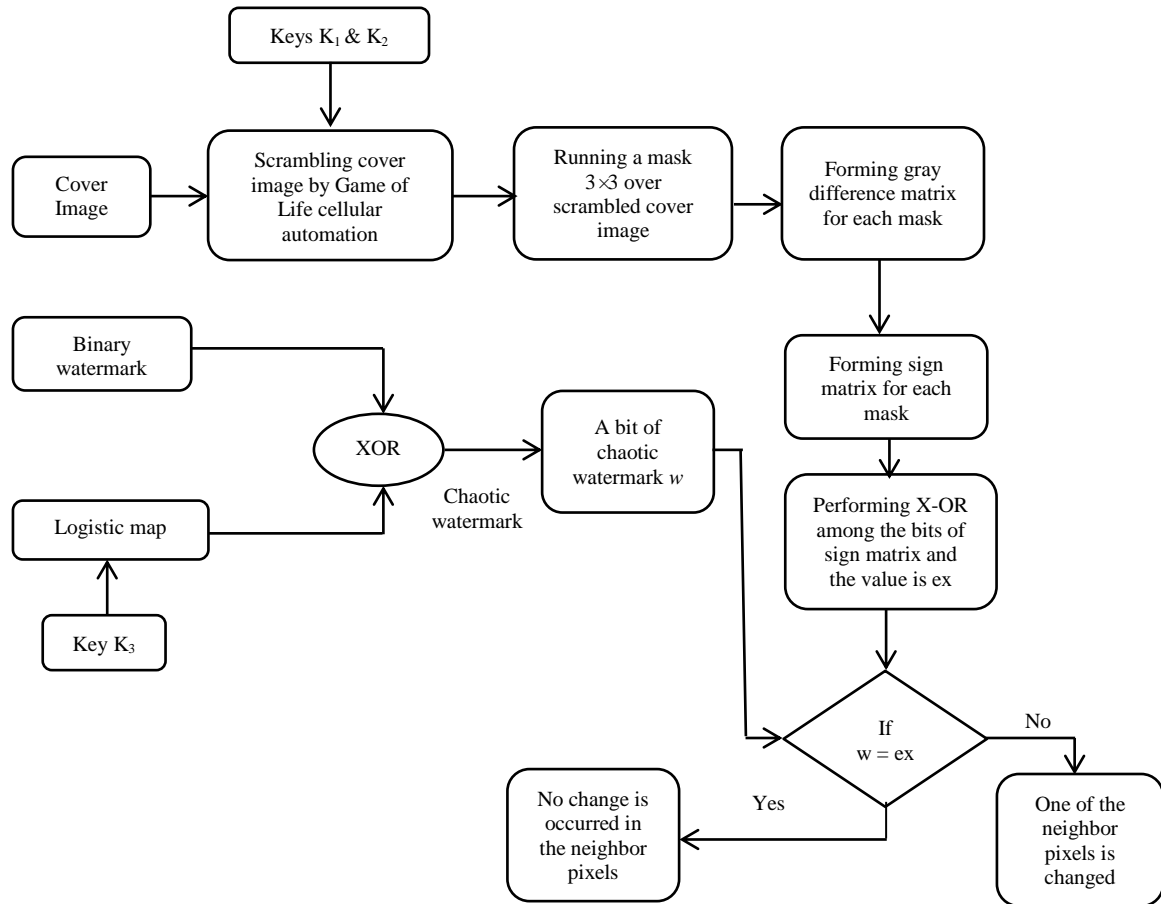 Keys K₁ & K₂
Cover
Image
Scrambling cover
image by Game of
Life cellular
automation
Running a mask
3×3 over
scrambled cover
image
Forming gray
difference matrix
for each mask
Binary
watermark
Forming sign
matrix for each
mask
XOR
A bit of
chaotic
watermark w
Chaotic
watermark
Logistic map
Performing X-OR
among the bits of
sign matrix and
the value is ex
Key K₃
If
w = ex
No
Yes
No change is
occurred in
the neighbor
pixels
One of the
neighbor
pixels is
changed